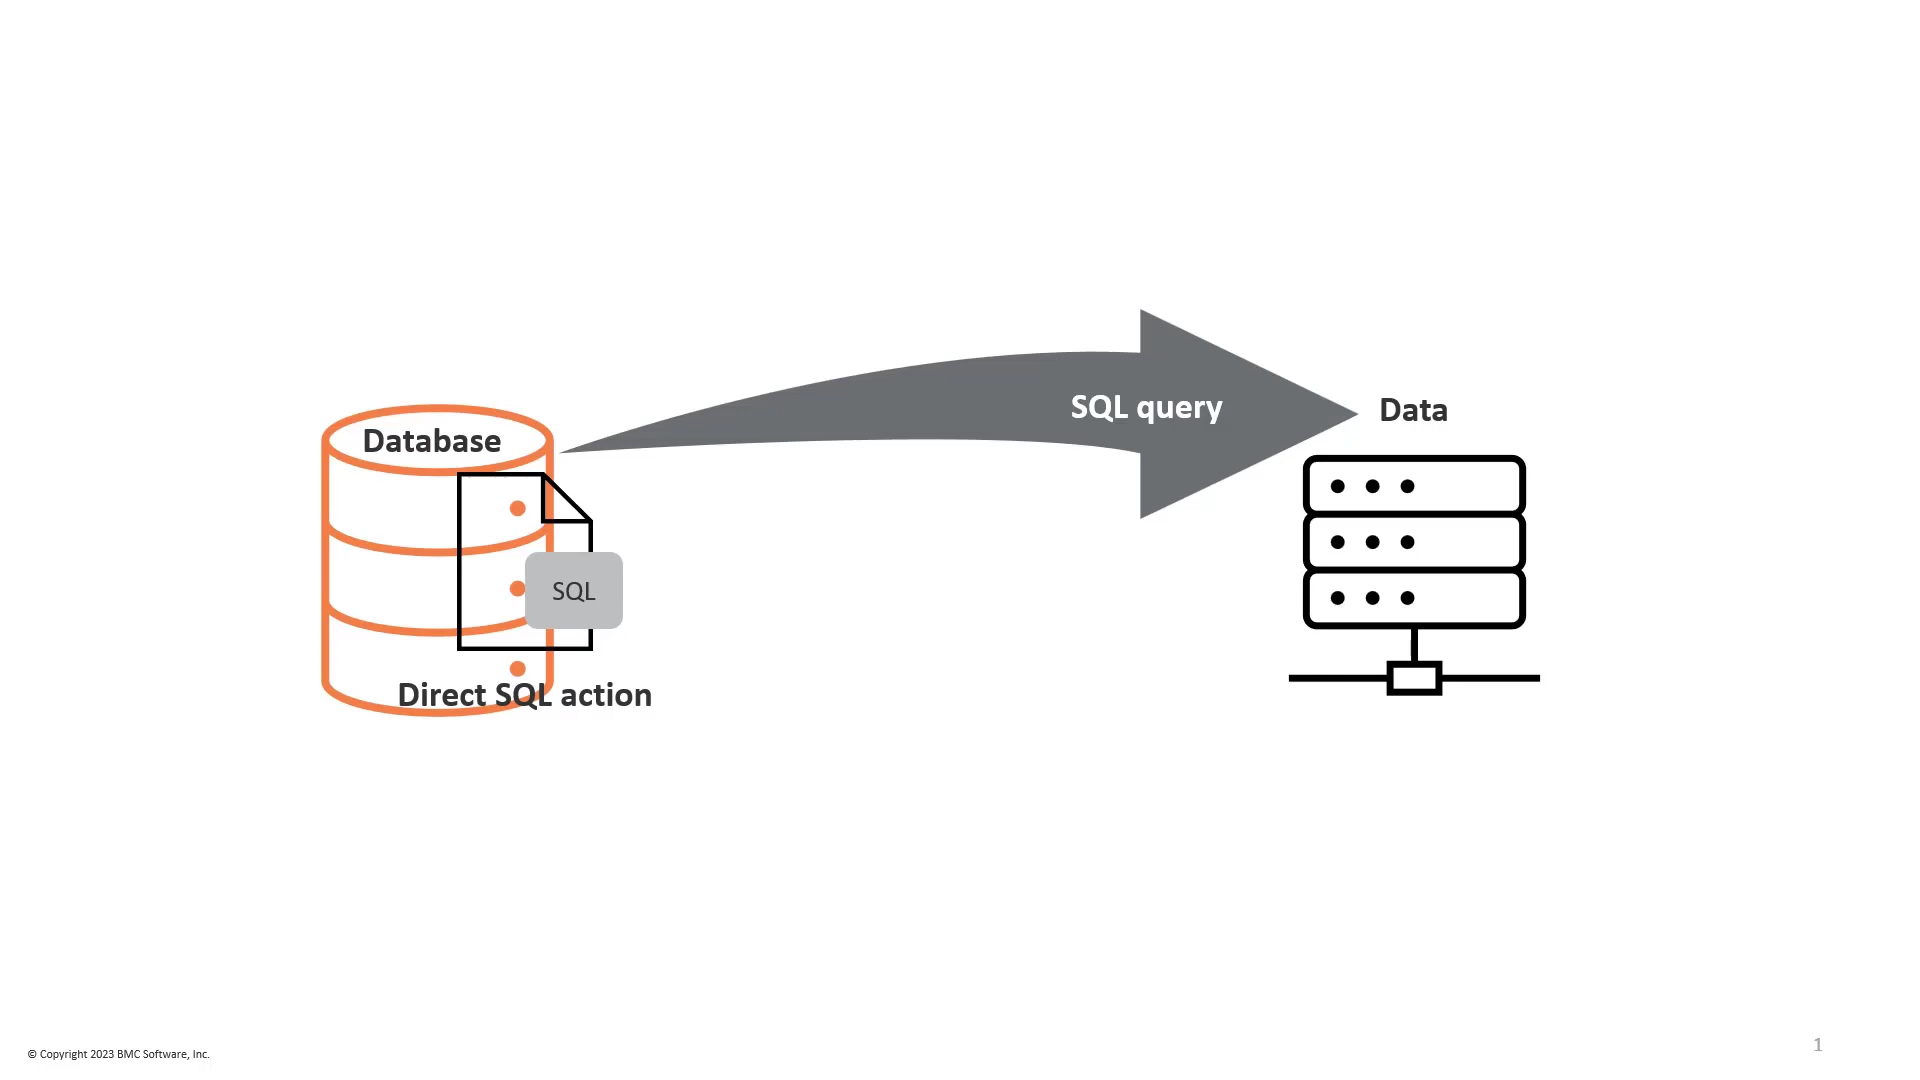 SQL query
Data
Database
SQL
Direct SQL action
© Copyright 2023 BMC Software, Inc.
1